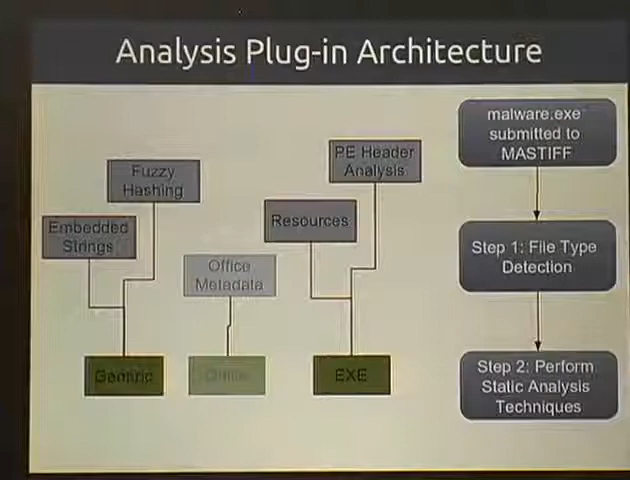 Analysis Plug-in Architecture
malware.exe
submitted to
MASTIFF
PE Header
Analysis
Fuzzy
Hashing
Resources
Embedded
Strings
Step 1: File Type
Detection
Office
Metadata
Generic
Office
EXE
Step 2: Perform
Static Analysis
Techniques